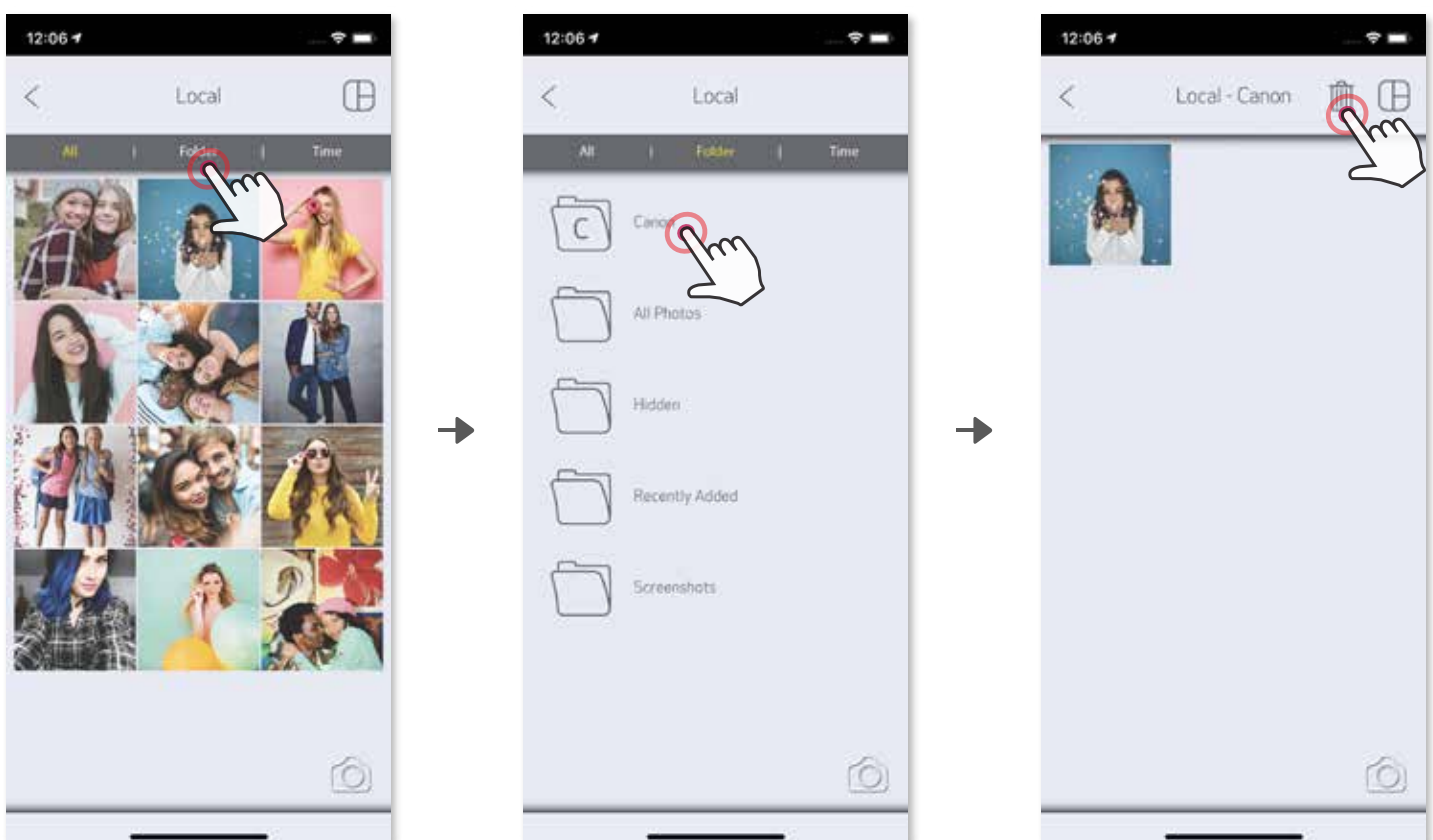 12:06
Local
All | Folder | Time
12:06
Local
All | Folder | Time
C
Canon
All Photos
Hidden
Recently Added
Screenshots
12:06
Local - Canon